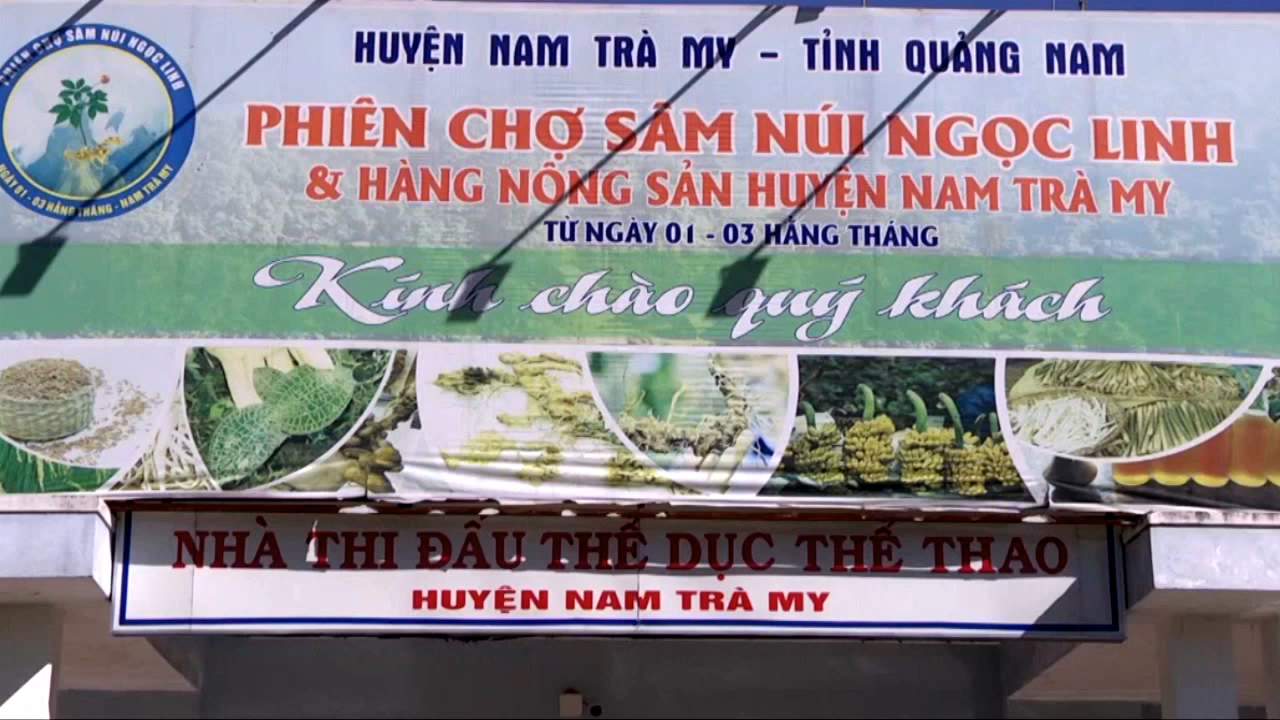 PHIÊN CHỢ SÂM NÚI NGỌC LINH
NGÀY 01 - 03 HẰNG THÁNG - NAM TRÀ MY
HUYỆN NAM TRÀ MY – TỈNH QUẢNG NAM
PHIÊN CHỢ SÂM NÚI NGỌC LINH
& HÀNG NÔNG SẢN HUYỆN NAM TRÀ MY
TỪ NGÀY 01 - 03 HẰNG THÁNG
Kính chào quý khách
NHÀ THI ĐẤU THỂ DỤC THỂ THAO
HUYỆN NAM TRÀ MY